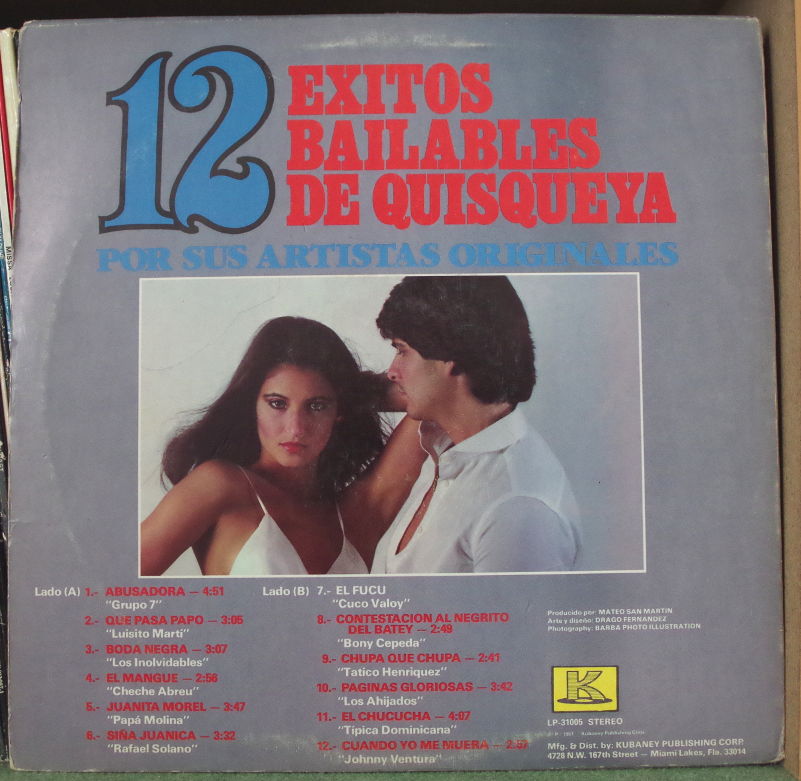 12 EXITOS
BAILABLES
DE QUISQUEYA
POR SUS ARTISTAS ORIGINALES
Lado (A) 1.- ABUSADORA — 4:51
"Grupo 7"
2.- QUE PASA PAPO — 3:05
"Luisito Martí"
3.- BODA NEGRA — 3:07
"Los Inolvidables"
4.- EL MANGUE — 2:56
"Cheche Abreu"
5.- JUANITA MOREL — 3:47
"Papá Molina"
6.- SIÑA JUANICA — 3:32
"Rafael Solano"
Lado (B) 7.- EL FUCU
"Cuco Valoy"
8.- CONTESTACION AL NEGRITO
DEL BATEY — 2:49
"Bony Cepeda"
9.- CHUPA QUE CHUPA — 2:41
"Tatico Henriquez"
10.- PAGINAS GLORIOSAS — 3:42
"Los Ahijados"
11.- EL CHUCUCHA — 4:07
"Típica Dominicana"
12.- CUANDO YO ME MUERA — 2:57
"Johnny Ventura"
Producido por: MATEO SAN MARTIN
Arte y diseño: DRAGO FERNANDEZ
Photography: BARBA PHOTO ILLUSTRATION
K
LP-31005 STEREO
Kubaney Publishing Corp.
Mfg. & Dist. by: KUBANEY PUBLISHING CORP.
4728 N.W. 167th Street — Miami Lakes, Fla. 33014
MISSA